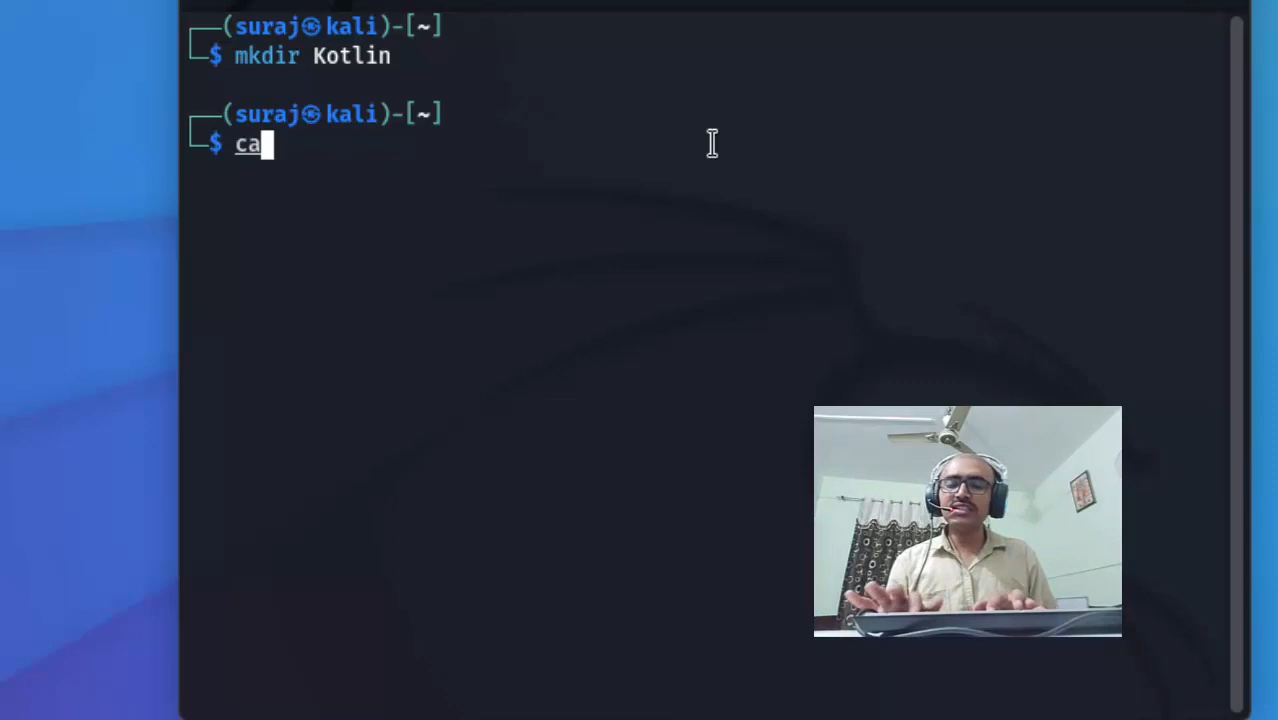 ┌──(suraj㉿kali)-[~]
└─$ mkdir Kotlin
┌──(suraj㉿kali)-[~]
└─$ ca